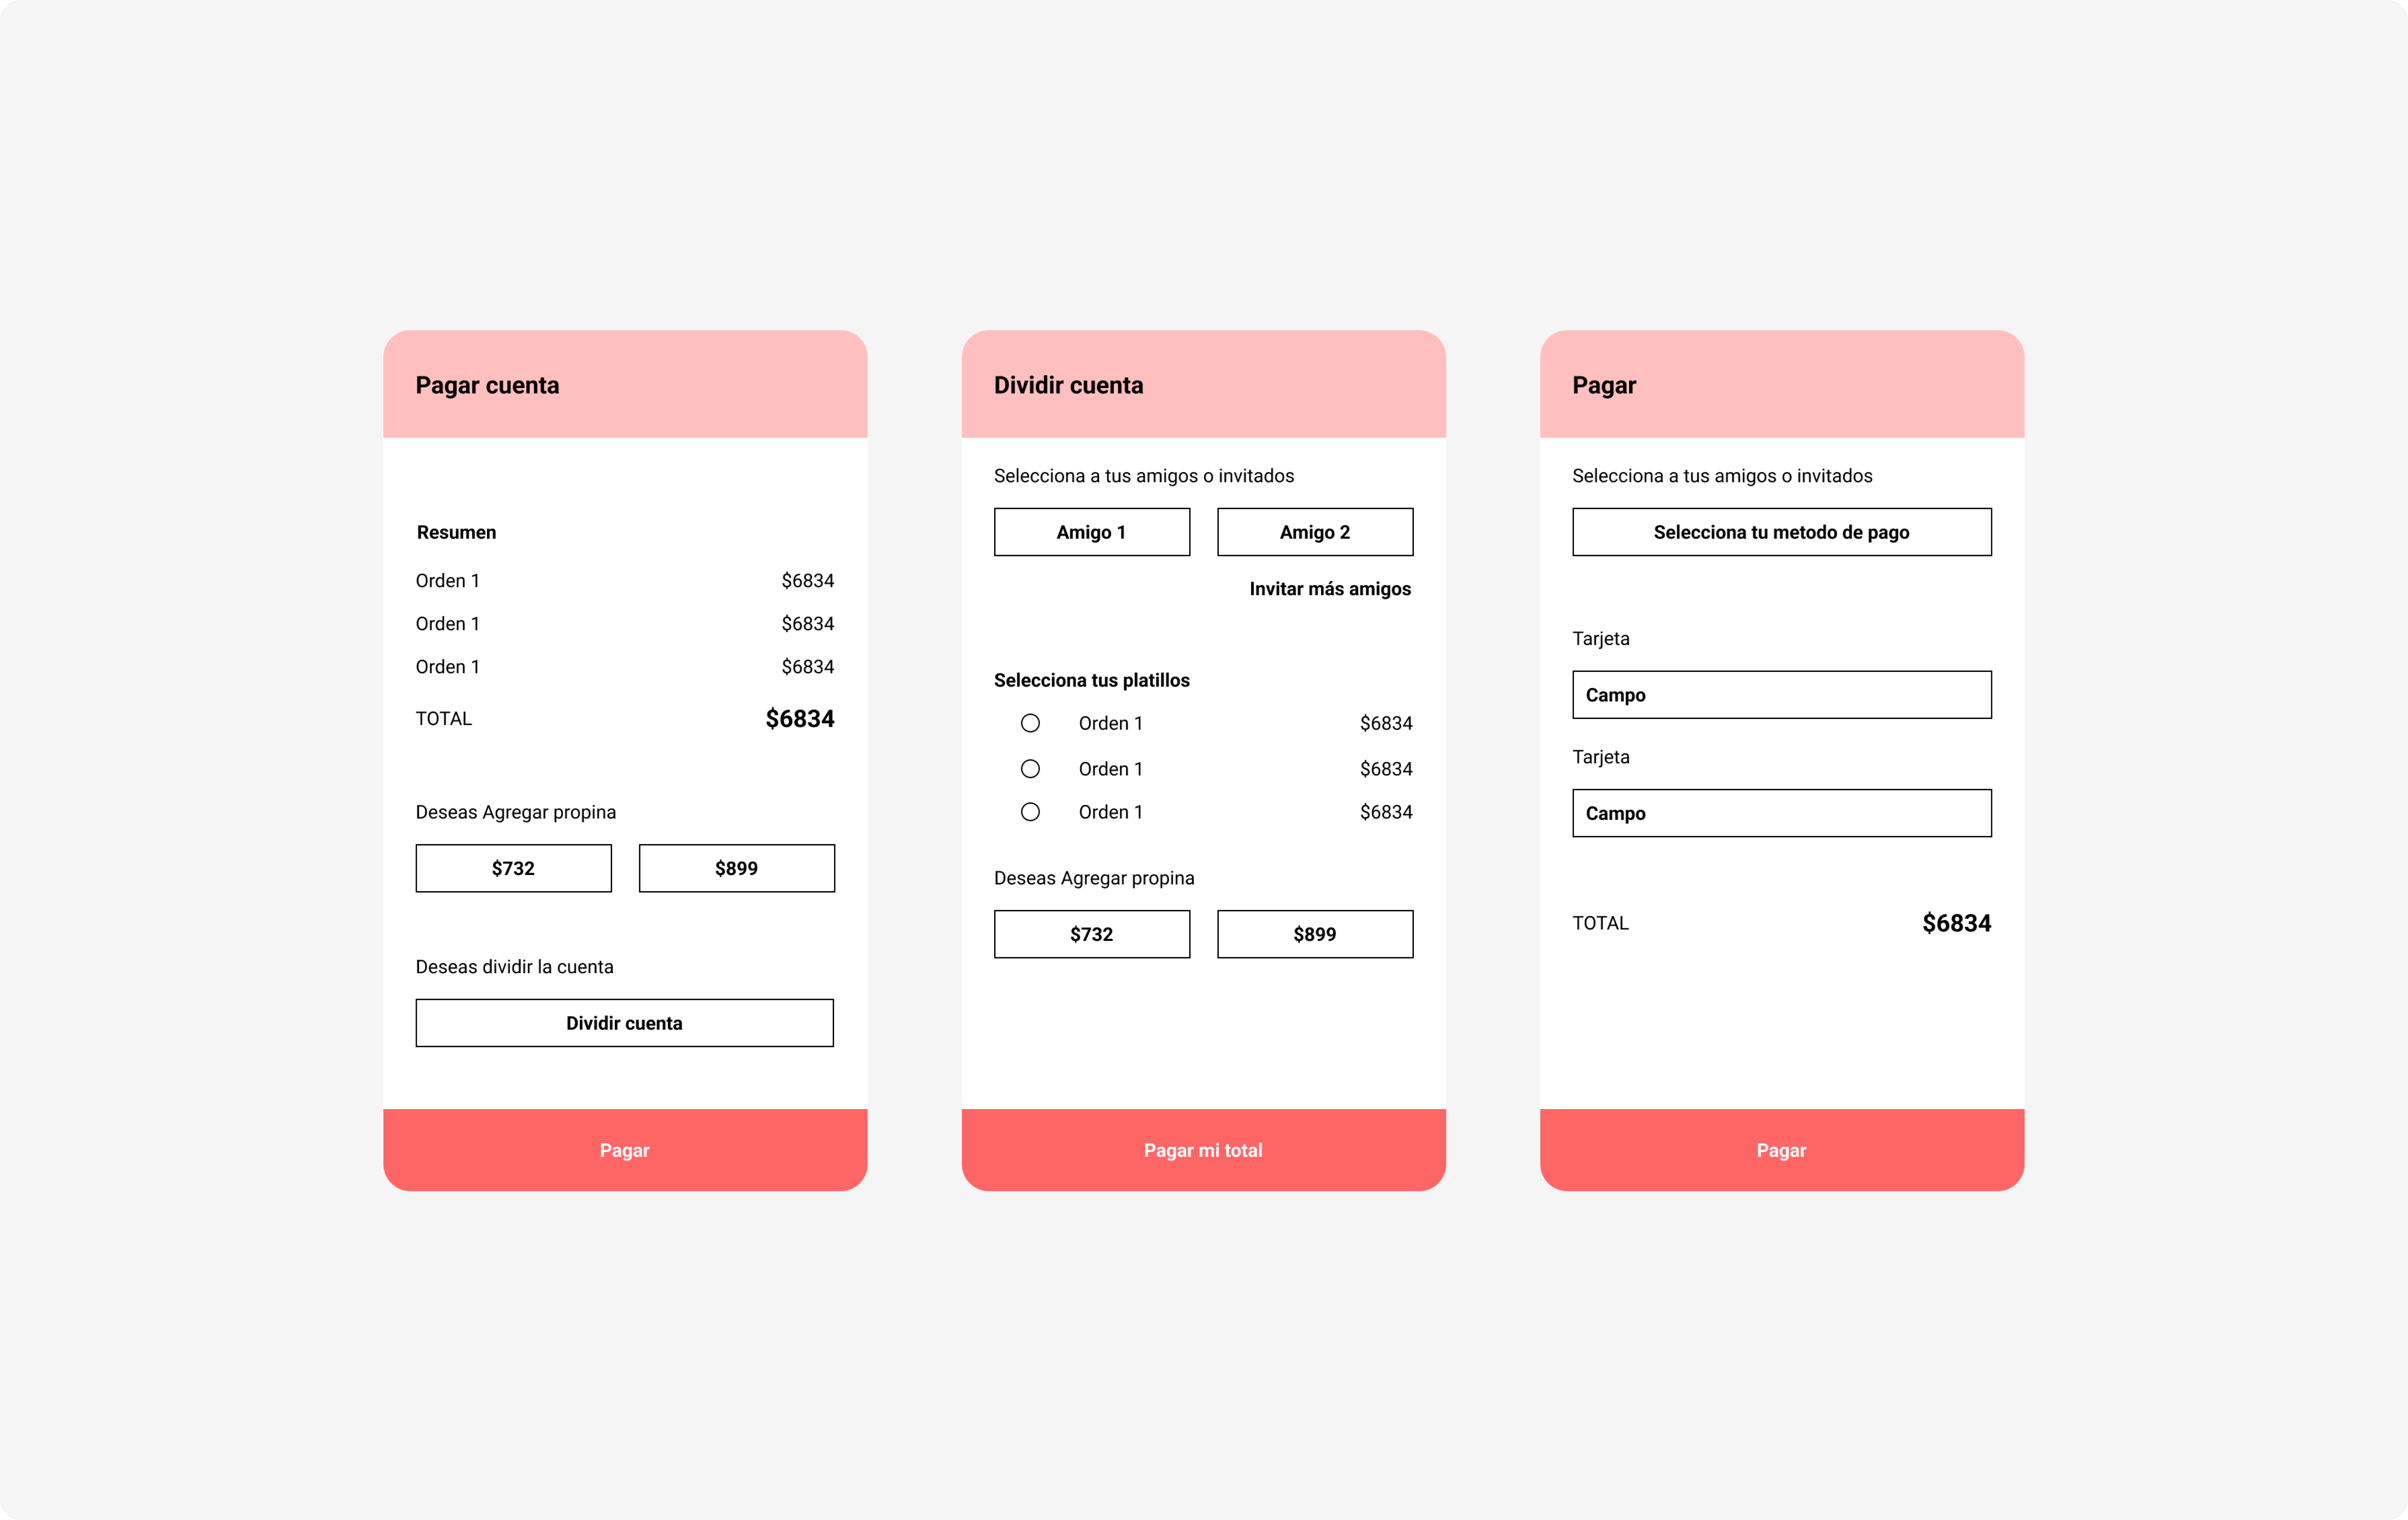 Pagar cuenta
Resumen
Orden 1 $6834
Orden 1 $6834
Orden 1 $6834
TOTAL $6834
Deseas Agregar propina
$732 $899
Deseas dividir la cuenta
Dividir cuenta
Pagar
Dividir cuenta
Selecciona a tus amigos o invitados
Amigo 1 Amigo 2
Invitar más amigos
Selecciona tus platillos
Orden 1 $6834
Orden 1 $6834
Orden 1 $6834
Deseas Agregar propina
$732 $899
Pagar mi total
Pagar
Selecciona a tus amigos o invitados
Selecciona tu metodo de pago
Tarjeta
Campo
Tarjeta
Campo
TOTAL $6834
Pagar